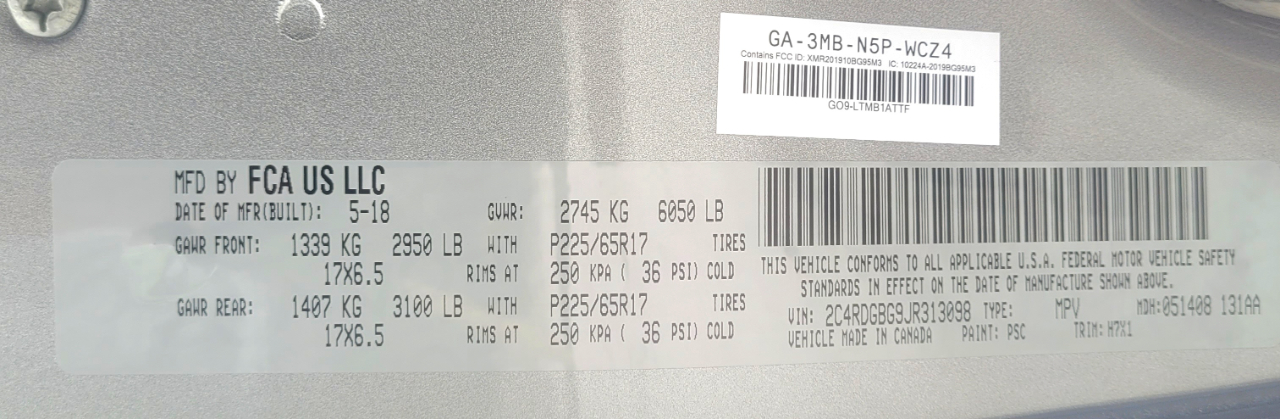 GA-3MB-N5P-WCZ4
Contains FCC ID: XMR201910BG95M3 IC: 10224A-2019BG95M3
GO9-LTMB1ATTF
MFD BY FCA US LLC
DATE OF MFR(BUILT): 5-18 GVWR: 2745 KG 6050 LB
GAWR FRONT: 1339 KG 2950 LB WITH P225/65R17 TIRES
17X6.5 RIMS AT 250 KPA ( 36 PSI) COLD
GAWR REAR: 1407 KG 3100 LB WITH P225/65R17 TIRES
17X6.5 RIMS AT 250 KPA ( 36 PSI) COLD
THIS VEHICLE CONFORMS TO ALL APPLICABLE U.S.A. FEDERAL MOTOR VEHICLE SAFETY
STANDARDS IN EFFECT ON THE DATE OF MANUFACTURE SHOWN ABOVE.
VIN: 2C4RDGBG9JR313098 TYPE: MPV MDH:051408 131AA
VEHICLE MADE IN CANADA PAINT: PSC TRIM: H7X1